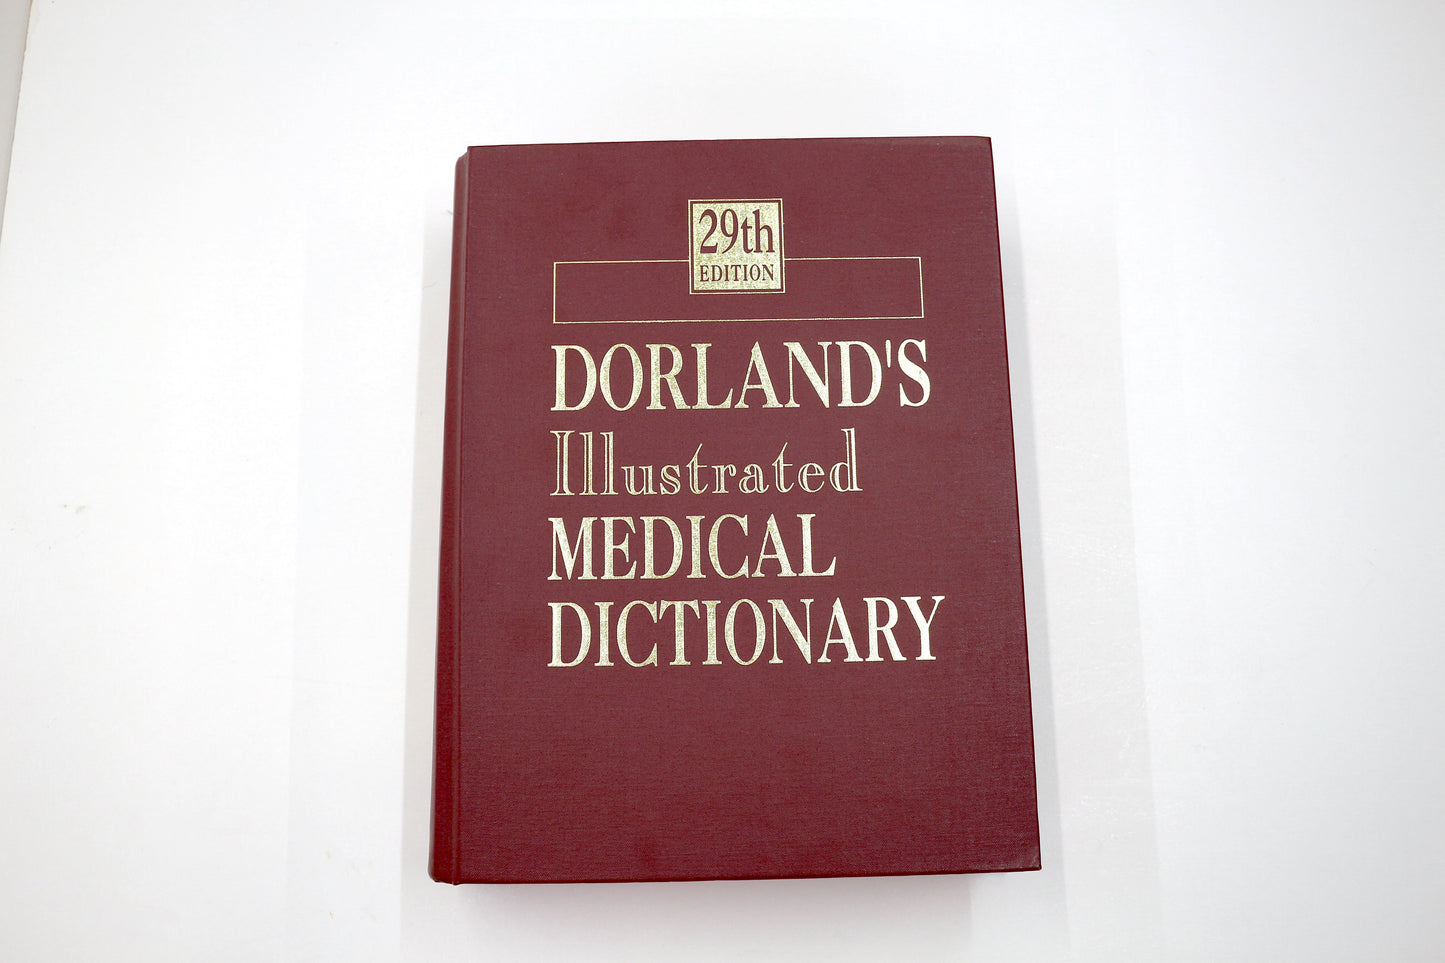 29th
EDITION
DORLAND'S
Illustrated
MEDICAL
DICTIONARY